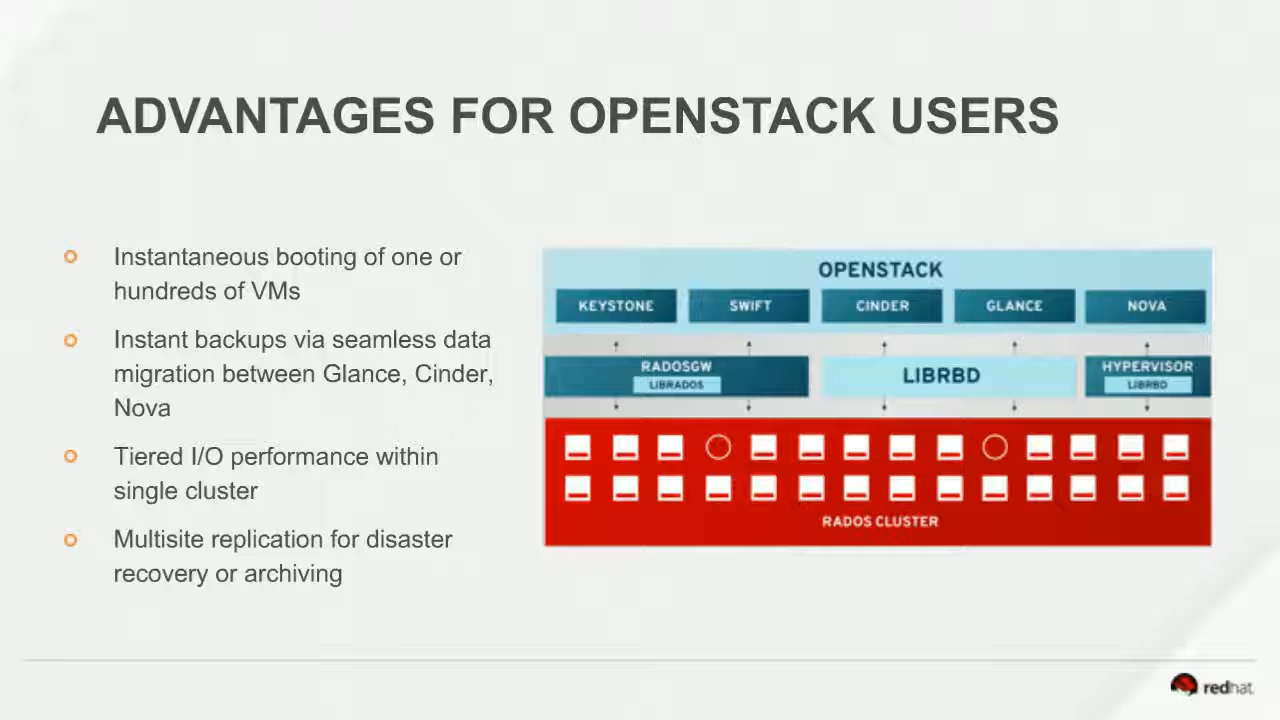 ADVANTAGES FOR OPENSTACK USERS
Instantaneous booting of one or
hundreds of VMs
Instant backups via seamless data
migration between Glance, Cinder,
Nova
Tiered I/O performance within
single cluster
Multisite replication for disaster
recovery or archiving
OPENSTACK
KEYSTONE SWIFT CINDER GLANCE NOVA
RADOSGW
LIBRADOS
LIBRBD
HYPERVISOR
LIBRBD
RADOS CLUSTER
redhat.